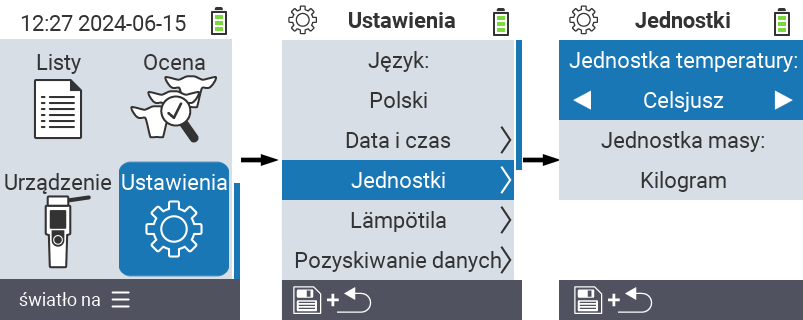 12:27 2024-06-15
Listy
Ocena
Urządzenie
Ustawienia
światło na
Ustawienia
Język:
Polski
Data i czas
Jednostki
Lämpötila
Pozyskiwanie danych
+
Jednostki
Jednostka temperatury:
Celsjusz
Jednostka masy:
Kilogram
+